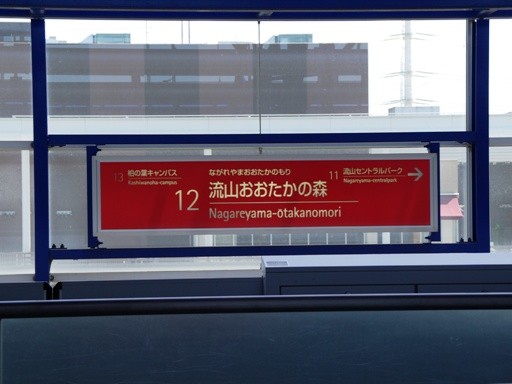 13 柏の葉キャンパス
Kashiwanoha-campus
ながれやまおおたかのもり
12 流山おおたかの森
Nagareyama-ōtakanomori
11 流山セントラルパーク →
Nagareyama-centralpark